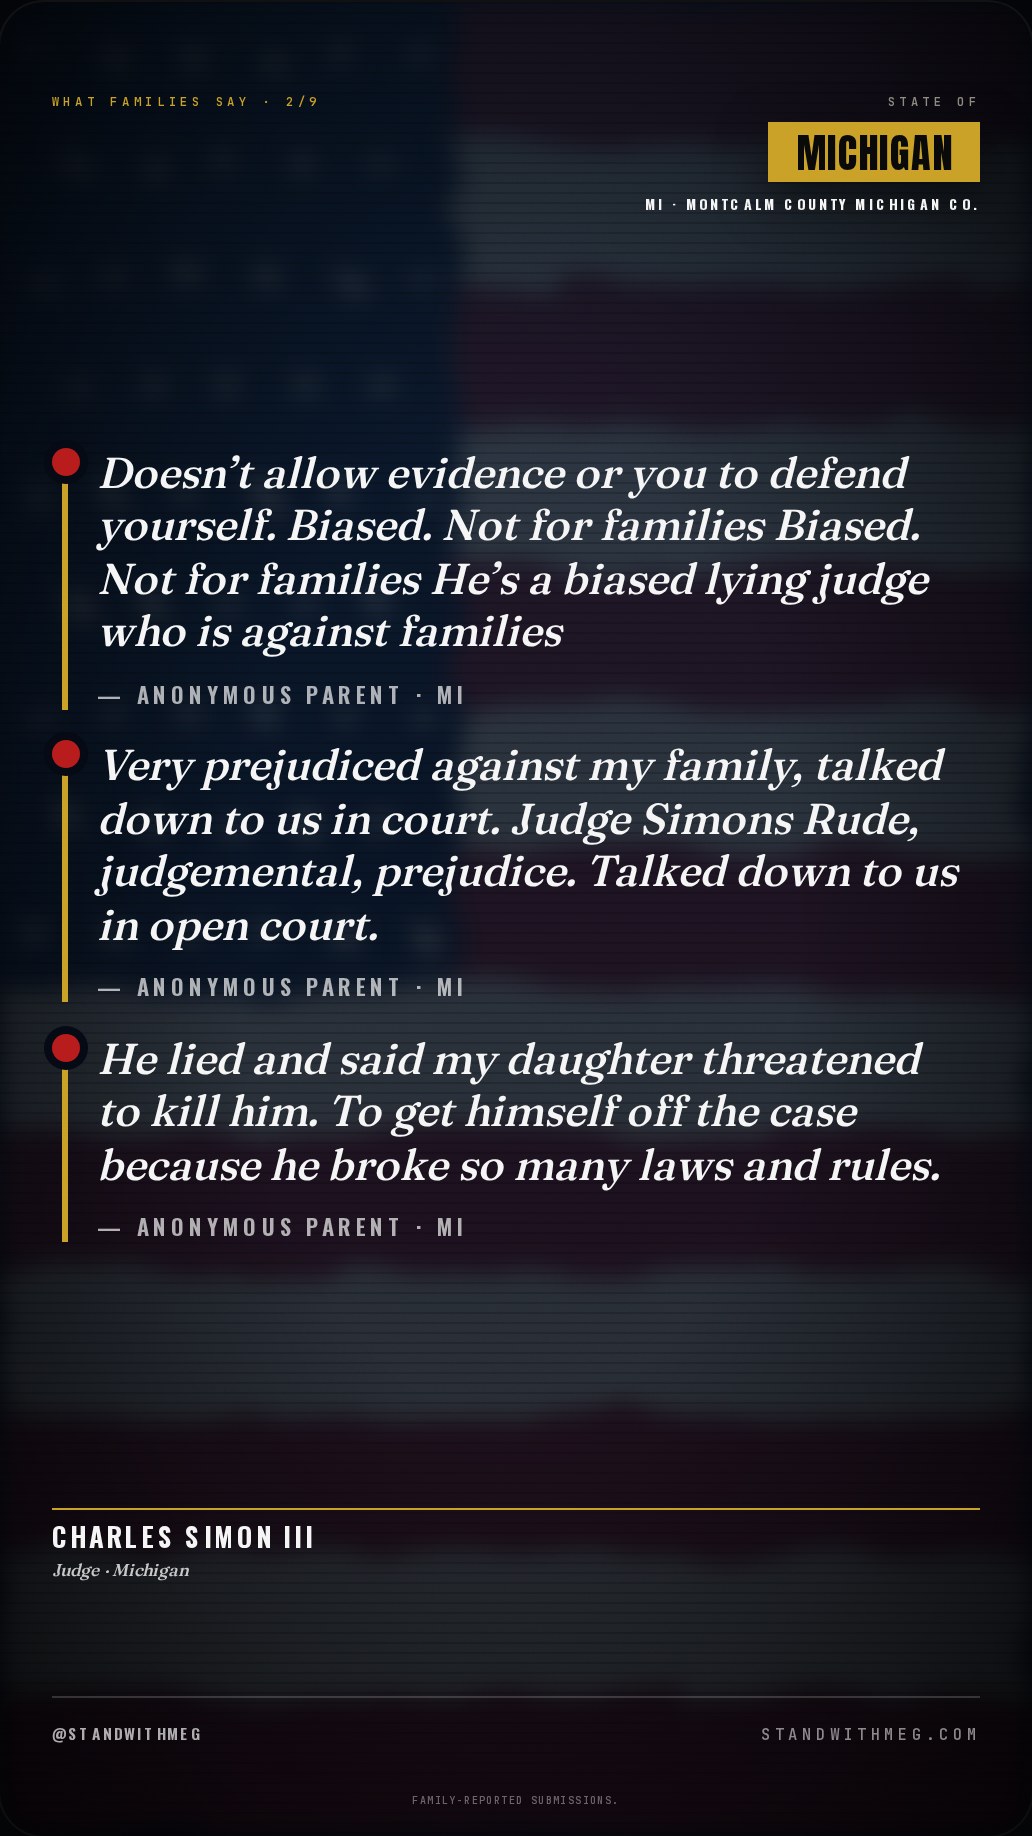 WHAT FAMILIES SAY · 2/9
STATE OF
MICHIGAN
MI · MONTCALM COUNTY MICHIGAN CO.
Doesn’t allow evidence or you to defend
yourself. Biased. Not for families Biased.
Not for families He’s a biased lying judge
who is against families
— ANONYMOUS PARENT · MI
Very prejudiced against my family, talked
down to us in court. Judge Simons Rude,
judgemental, prejudice. Talked down to us
in open court.
— ANONYMOUS PARENT · MI
He lied and said my daughter threatened
to kill him. To get himself off the case
because he broke so many laws and rules.
— ANONYMOUS PARENT · MI
CHARLES SIMON III
Judge · Michigan
@STANDWITHMEG
STANDWITHMEG.COM
FAMILY-REPORTED SUBMISSIONS.